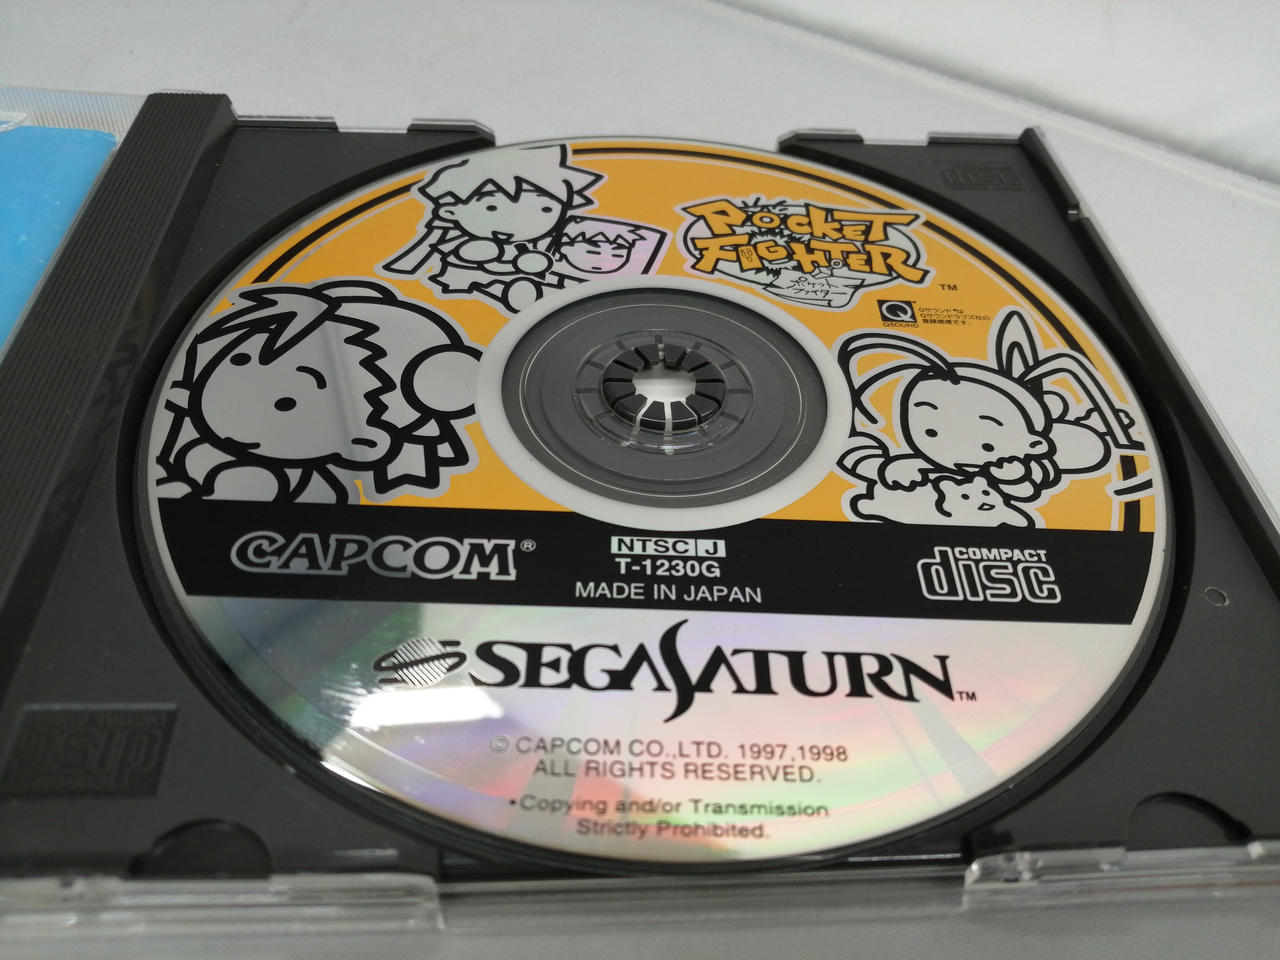 POCKET
FIGHTER
ポケット
ファイター
TM
Q
QSOUND
Qサウンド
Qサウンドラブズ社の
登録商標です。
CAPCOM®
NTSC J
T-1230G
MADE IN JAPAN
COMPACT
disc
SEGASATURN™
© CAPCOM CO.,LTD. 1997,1998
ALL RIGHTS RESERVED.
•Copying and/or Transmission
Strictly Prohibited.
disc
DIGITAL AUDIO